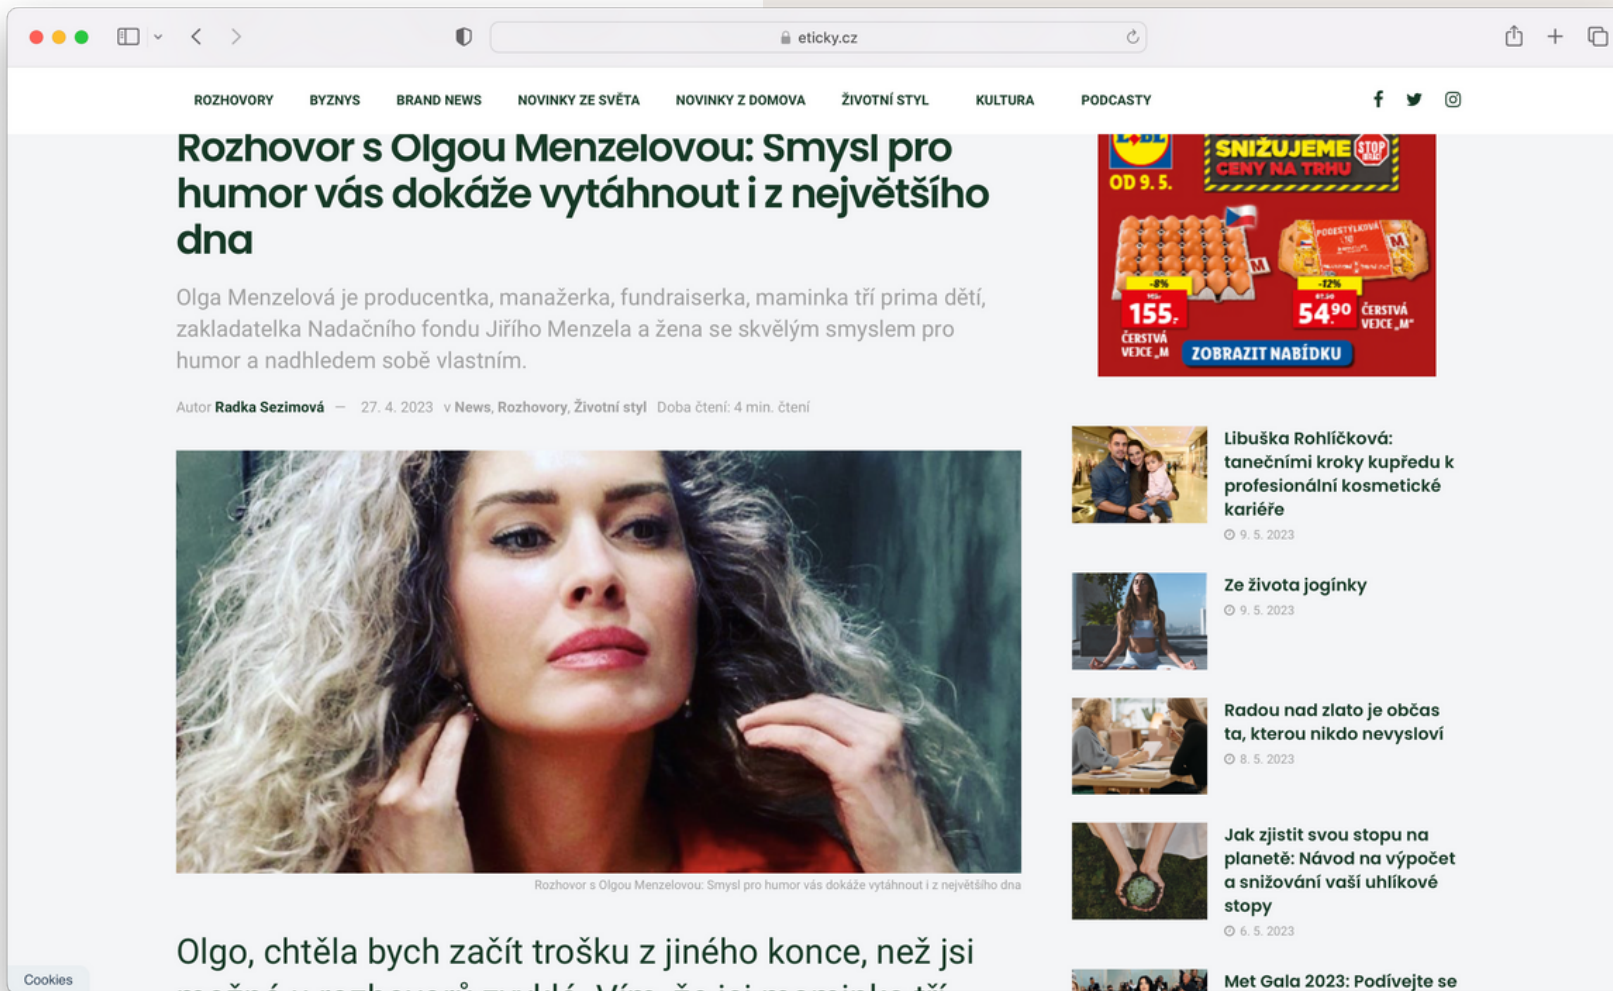 eticky.cz
ROZHOVORY BYZNYS BRAND NEWS NOVINKY ZE SVĚTA NOVINKY Z DOMOVA ŽIVOTNÍ STYL KULTURA PODCASTY
Rozhovor s Olgou Menzelovou: Smysl pro
humor vás dokáže vytáhnout i z největšího
dna
Olga Menzelová je producentka, manažerka, fundraiserka, maminka tří prima dětí,
zakladatelka Nadačního fondu Jiřího Menzela a žena se skvělým smyslem pro
humor a nadhledem sobě vlastním.
Autor Radka Sezimová — 27. 4. 2023 v News, Rozhovory, Životní styl Doba čtení: 4 min. čtení
Rozhovor s Olgou Menzelovou: Smysl pro humor vás dokáže vytáhnout i z největšího dna
Olgo, chtěla bych začít trošku z jiného konce, než jsi
Cookies
OD 9. 5.
SNIŽUJEME
CENY NA TRHU
STOP
PODESTÝLKOVÁ
M
M
-8%
155.-
ČERSTVÁ
VEJCE „M
-12%
54⁹⁰
ČERSTVÁ
VEJCE „M"
ZOBRAZIT NABÍDKU
Libuška Rohlíčková:
tanečními kroky kupředu k
profesionální kosmetické
kariéře
9. 5. 2023
Ze života jogínky
9. 5. 2023
Radou nad zlato je občas
ta, kterou nikdo nevysloví
8. 5. 2023
Jak zjistit svou stopu na
planetě: Návod na výpočet
a snižování vaší uhlíkové
stopy
6. 5. 2023
Met Gala 2023: Podívejte se